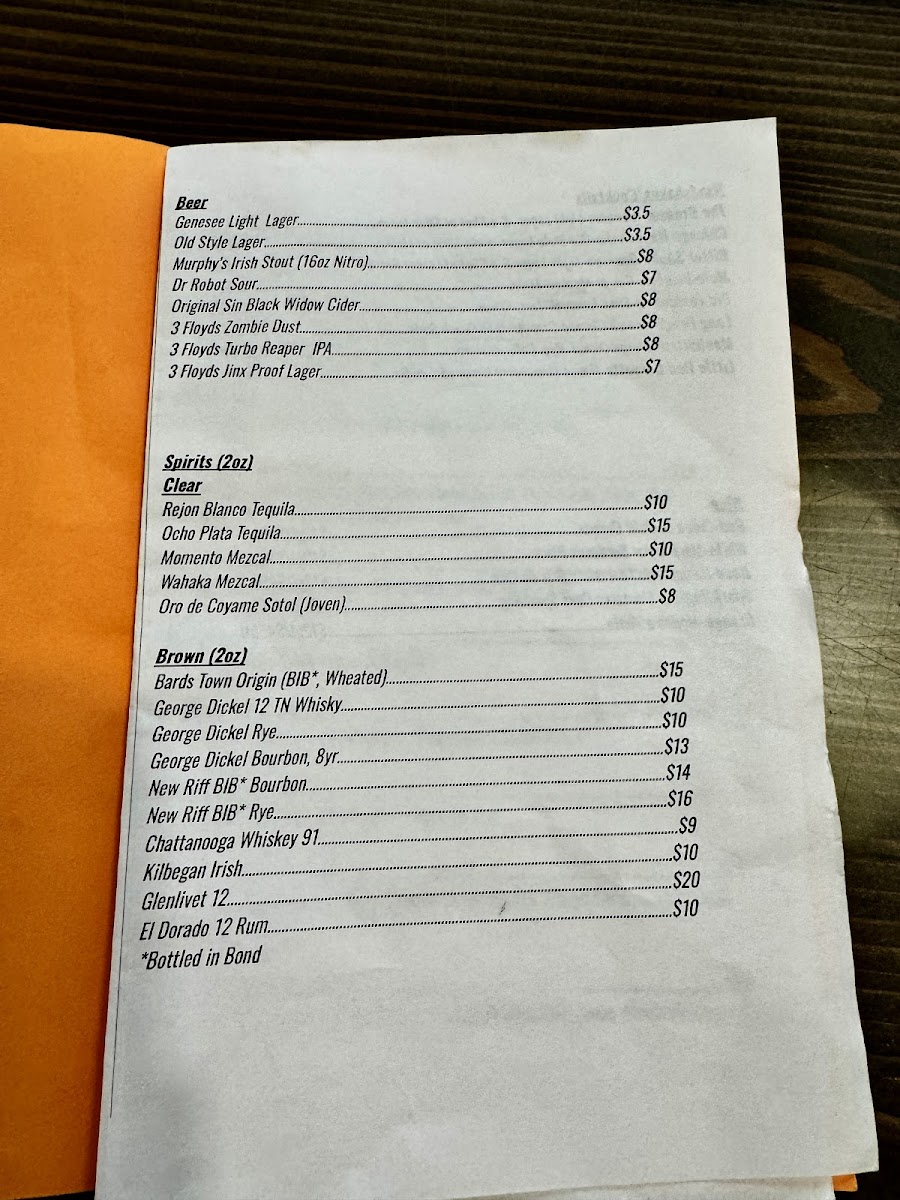 Beer
Genesee Light Lager........$3.5
Old Style Lager........$3.5
Murphy's Irish Stout (16oz Nitro)........$8
Dr Robot Sour........$7
Original Sin Black Widow Cider........$8
3 Floyds Zombie Dust........$8
3 Floyds Turbo Reaper IPA........$8
3 Floyds Jinx Proof Lager........$7
Spirits (2oz)
Clear
Rejon Blanco Tequila........$10
Ocho Plata Tequila........$15
Momento Mezcal........$10
Wahaka Mezcal........$15
Oro de Coyame Sotol (Joven)........$8
Brown (2oz)
Bards Town Origin (BIB*, Wheated)........$15
George Dickel 12 TN Whisky........$10
George Dickel Rye........$10
George Dickel Bourbon, 8yr........$13
New Riff BIB* Bourbon........$14
New Riff BIB* Rye........$16
Chattanooga Whiskey 91........$9
Kilbegan Irish........$10
Glenlivet 12........$20
El Dorado 12 Rum........$10
*Bottled in Bond